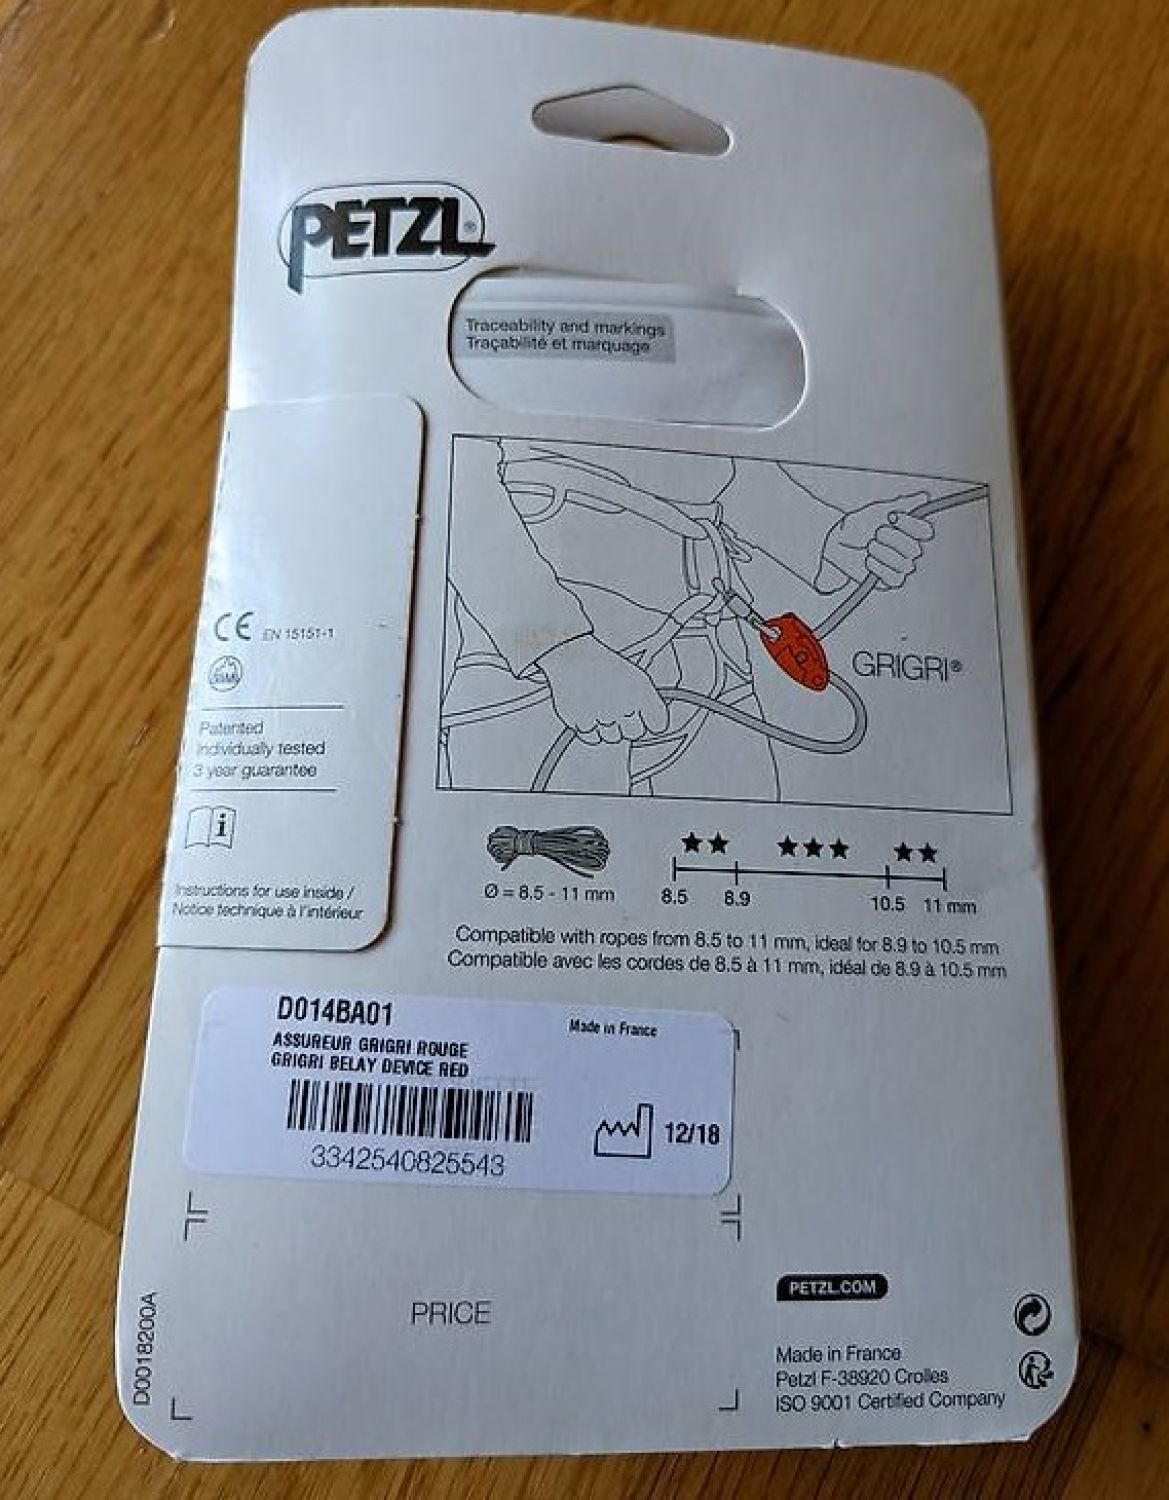 PETZL®
Traceability and markings
Traçabilité et marquage
CE EN 15151-1
Patented
Individually tested
3 year guarantee
i
Instructions for use inside /
Notice technique à l'intérieur
GRIGRI®
★★ ★★★ ★★
Ø = 8.5 - 11 mm
8.5 8.9 10.5 11 mm
Compatible with ropes from 8.5 to 11 mm, ideal for 8.9 to 10.5 mm
Compatible avec les cordes de 8.5 à 11 mm, idéal de 8.9 à 10.5 mm
D014BA01
Made in France
ASSUREUR GRIGRI ROUGE
GRIGRI BELAY DEVICE RED
12/18
3342540825543
PRICE
D0018200A
PETZL.COM
Made in France
Petzl F-38920 Crolles
ISO 9001 Certified Company